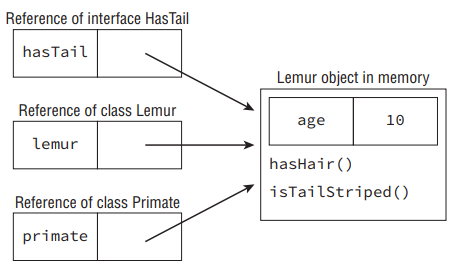 Reference of interface HasTail
hasTail
Reference of class Lemur
lemur
Reference of class Primate
primate
Lemur object in memory
age 10
hasHair()
isTailStriped()